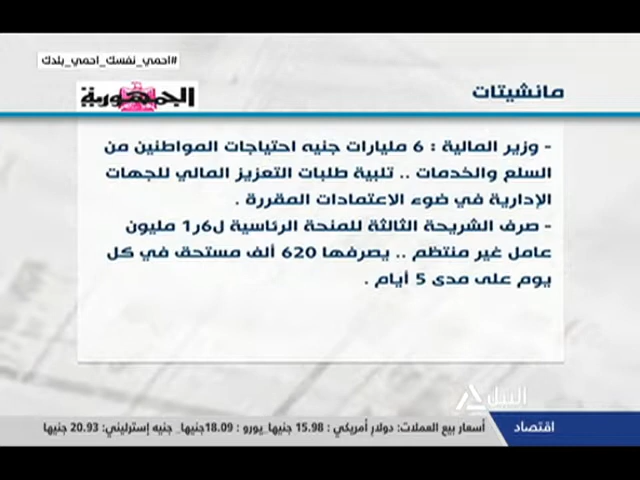 #احمي_نفسك_احمي_بلدك
مانشيتات
الجمهورية
- وزير المالية : 6 مليارات جنيه احتياجات المواطنين من
السلع والخدمات .. تلبية طلبات التعزيز المالي للجهات
الإدارية في ضوء الاعتمادات المقررة .
- صرف الشريحة الثالثة للمنحة الرئاسية ل6ر1 مليون
عامل غير منتظم .. يصرفها 620 ألف مستحق في كل
يوم على مدى 5 أيام .
النيل
اقتصاد
أسعار بيع العملات: دولار أمريكي : 15.98 جنيها_ يورو : 18.09جنيها_ جنيه إسترليني: 20.93 جنيها